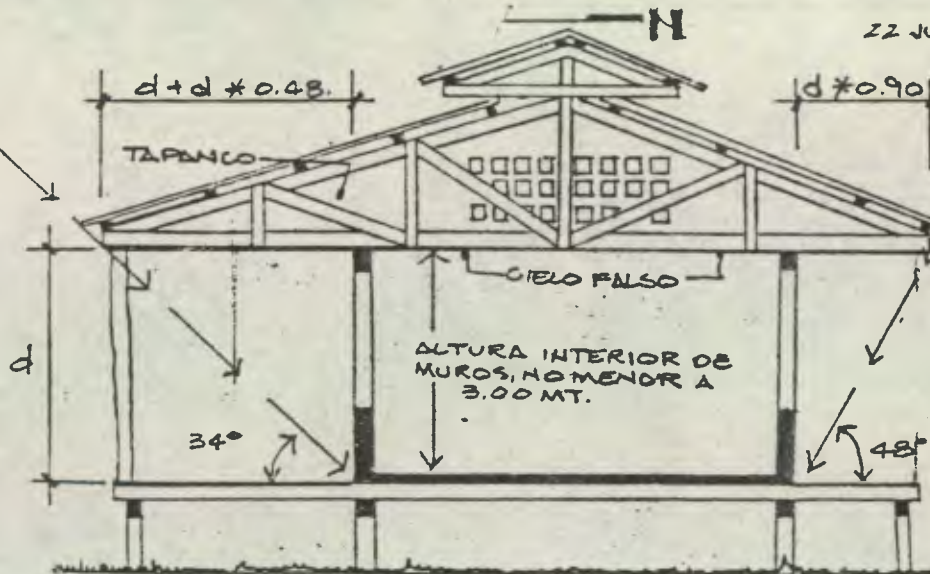 N
22 JU
d + d * 0.48.
d * 0.90
TAPANCO
CIELO FALSO
d
ALTURA INTERIOR DE
MUROS, NO MENOR A
3.00 MT.
34°
48°